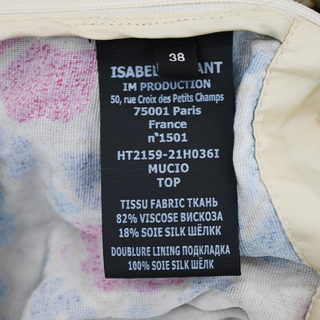 38
ISABEL ANT
IM PRODUCTION
50, rue Croix des Petits Champs
75001 Paris
France
n°1501
HT2159-21H036I
MUCIO
TOP
TISSU FABRIC ТКАНЬ
82% VISCOSE ВИСКОЗА
18% SOIE SILK ШЁЛКК
DOUBLURE LINING ПОДКЛАДКА
100% SOIE SILK ШЁЛК